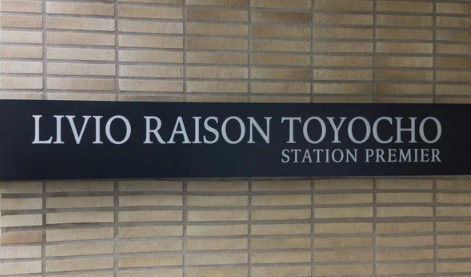 LIVIO RAISON TOYOCHO
STATION PREMIER